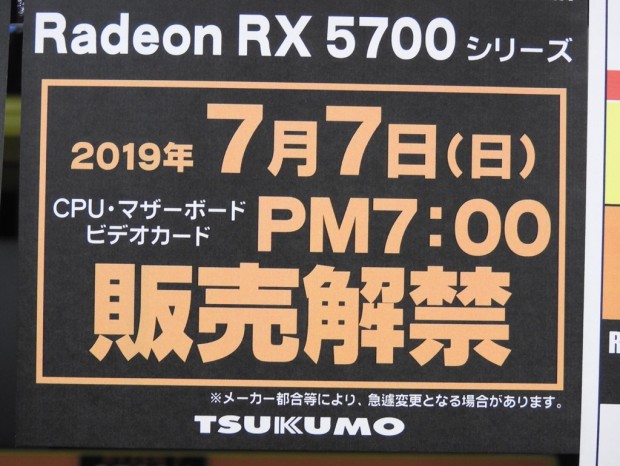 Radeon RX 5700 シリーズ
2019年 7月7日(日)
CPU・マザーボード
ビデオカード
PM7:00
販売解禁
※メーカー都合等により、急遽変更となる場合があります。
TSUKUMO
R